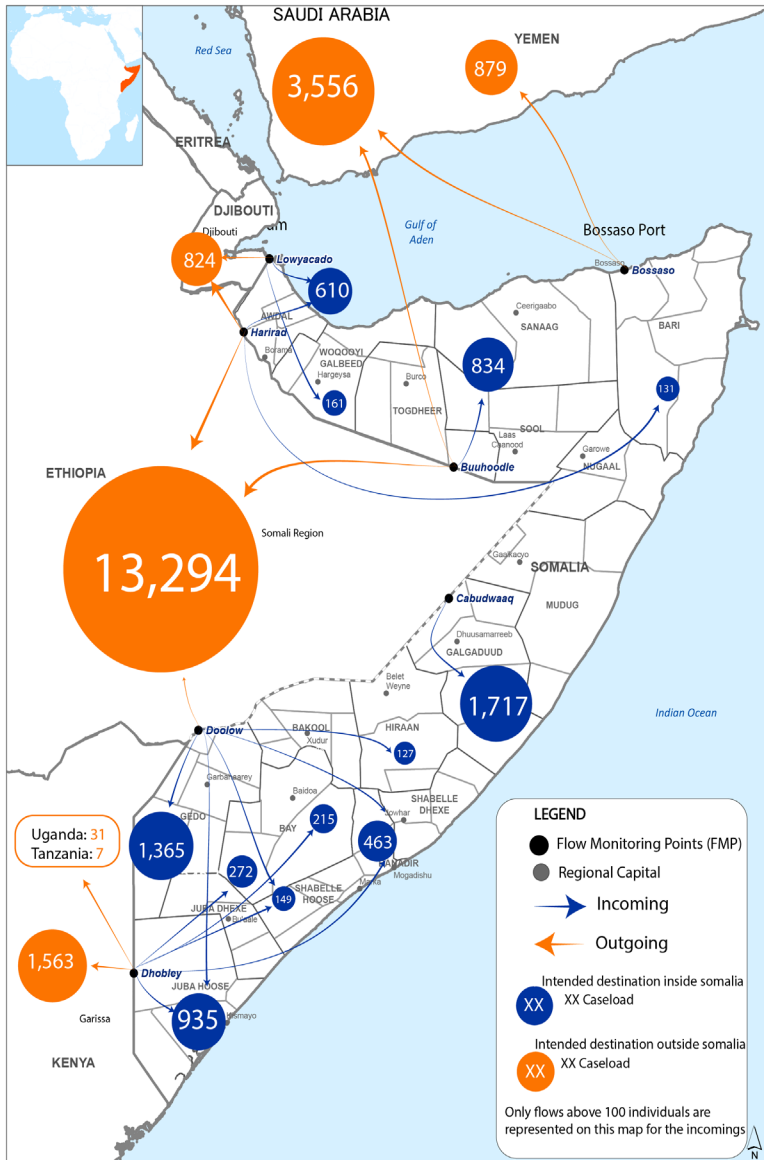 SAUDI ARABIA
YEMEN
Red Sea
3,556
879
ERITREA
DJIBOUTI
Djibouti
Gulf of
Aden
Bossaso Port
824
Lowyacado
Bossaso
Bossaso
610
Ceerigaabo
SANAAG
BARI
AWDAL
Harirad
Borama
WOQOOYI
GALBEED
Hargeysa
834
Burco
131
161
TOGDHEER
SOOL
Laas
Caanood
Garowe
NUGAAL
Buuhoodle
ETHIOPIA
Somali Region
13,294
Gaalkacyo
SOMALIA
Cabudwaaq
MUDUG
Dhuusamarreeb
GALGADUUD
Belet
Weyne
1,717
Indian Ocean
Doolow
BAKOOL
Xudur
HIRAAN
127
Garbahaarey
Baidoa
SHABELLE
DHEXE
GEDO
Jowhar
215
BAY
1,365
463
Uganda: 31
Tanzania: 7
BANADIR
Mogadishu
272
Marka
SHABELLE
HOOSE
149
JUBA DHEXE
Bu'aale
1,563
Dhobley
JUBA HOOSE
Garissa
935
Kismayo
KENYA
LEGEND
Flow Monitoring Points (FMP)
Regional Capital
Incoming
Outgoing
Intended destination inside somalia
XX
XX Caseload
Intended destination outside somalia
XX
XX Caseload
Only flows above 100 individuals are
represented on this map for the incomings
N